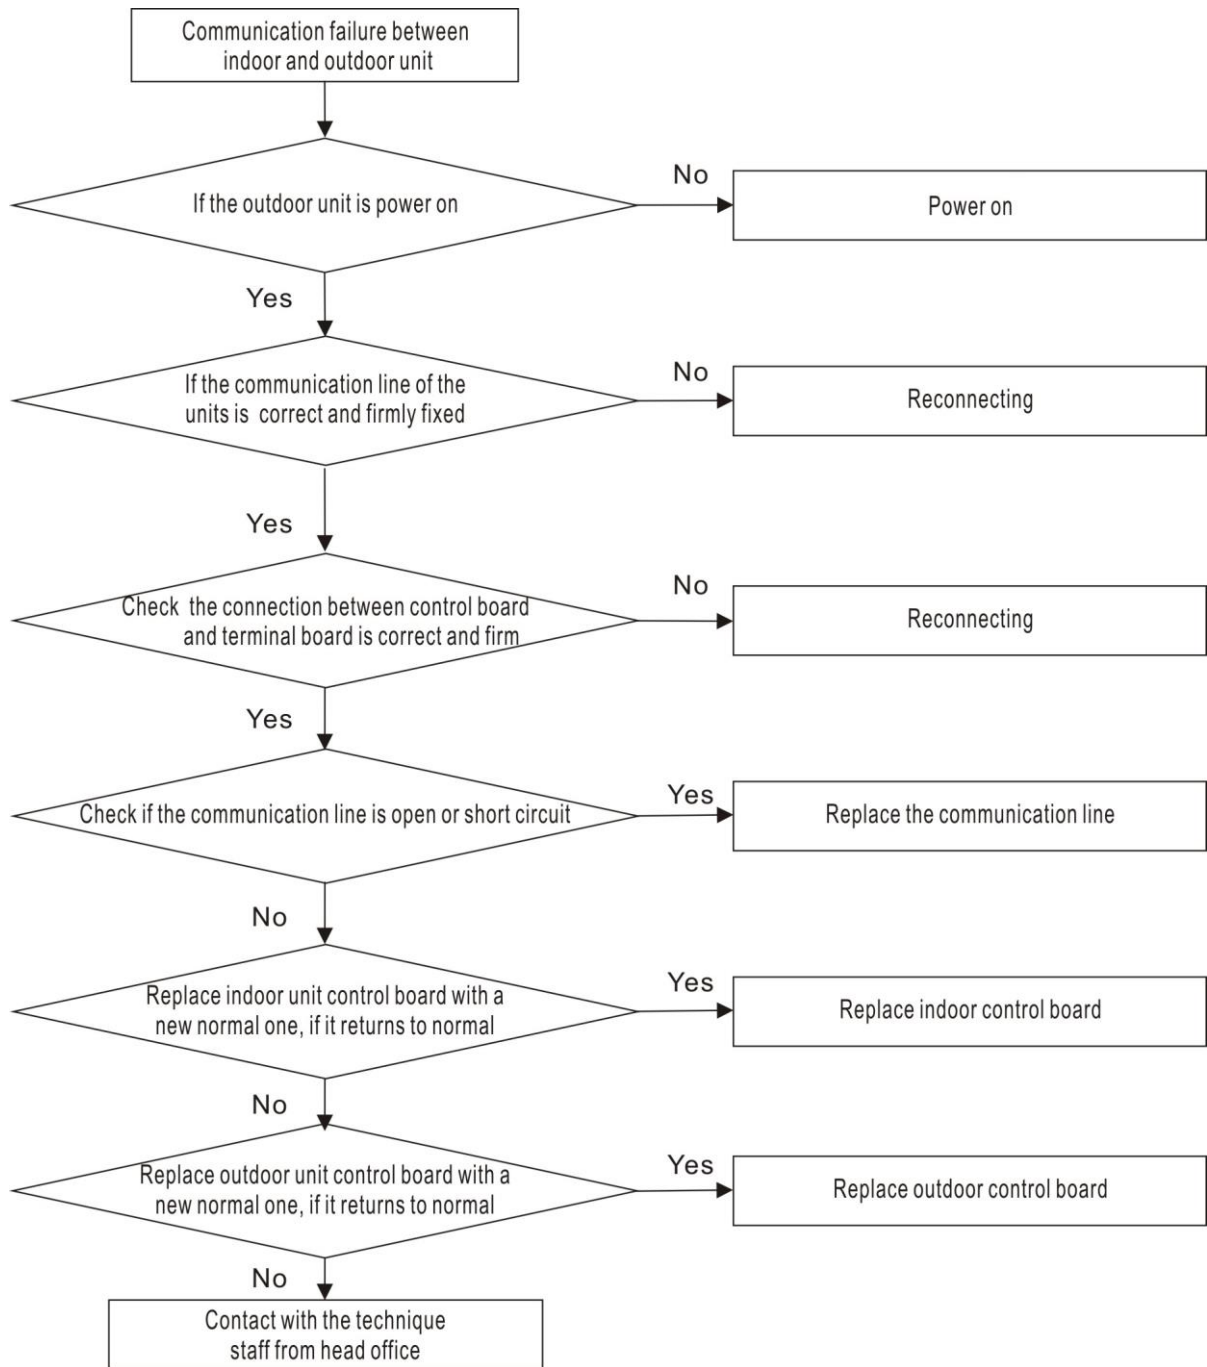 Communication failure between
indoor and outdoor unit
If the outdoor unit is power on
No
Power on
Yes
If the communication line of the
units is correct and firmly fixed
No
Reconnecting
Yes
Check the connection between control board
and terminal board is correct and firm
No
Reconnecting
Yes
Check if the communication line is open or short circuit
Yes
Replace the communication line
No
Replace indoor unit control board with a
new normal one, if it returns to normal
Yes
Replace indoor control board
No
Replace outdoor unit control board with a
new normal one, if it returns to normal
Yes
Replace outdoor control board
No
Contact with the technique
staff from head office